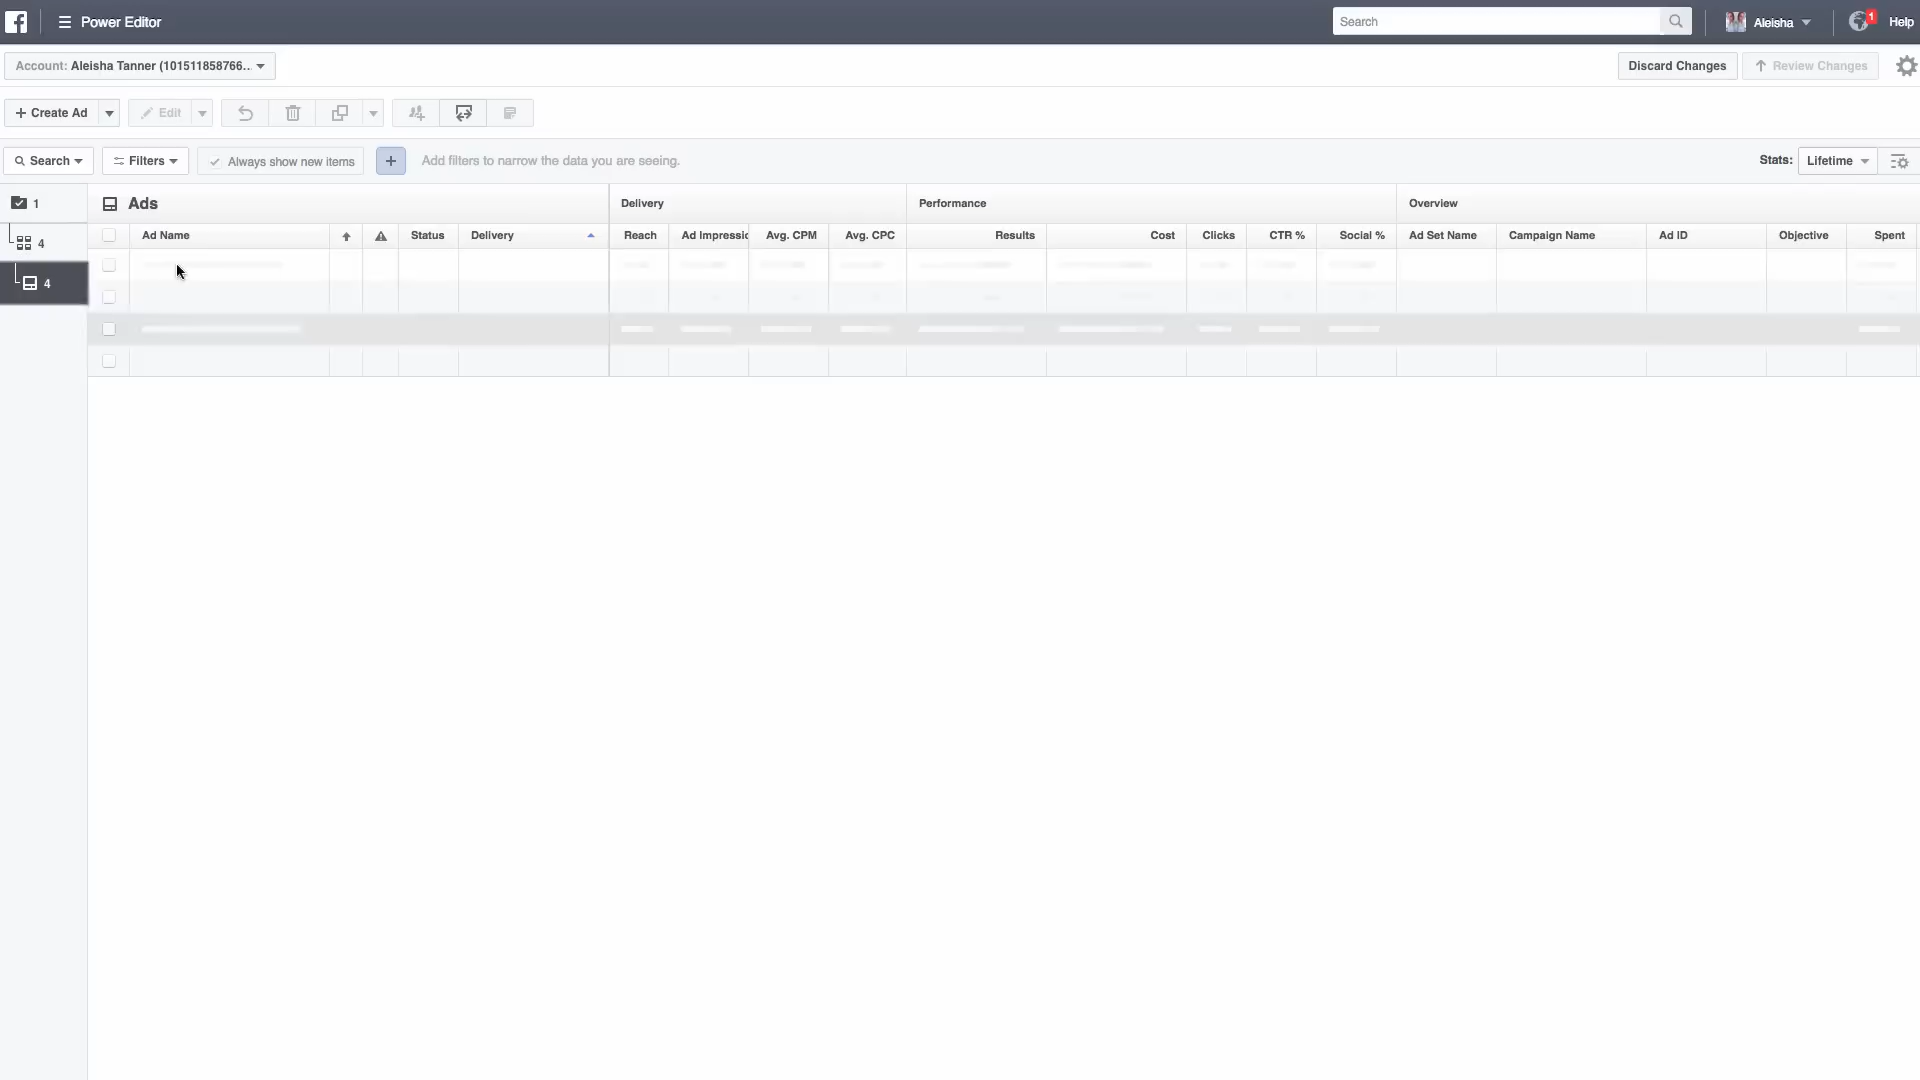 Power Editor
Search
Aleisha
1
Help
Account: Aleisha Tanner (101511858766...
Discard Changes
Review Changes
Create Ad
Edit
Search
Filters
Always show new items
+
Add filters to narrow the data you are seeing.
Stats:
Lifetime
1
Ads
Delivery
Performance
Overview
4
Ad Name
Status
Delivery
Reach
Ad Impressic
Avg. CPM
Avg. CPC
Results
Cost
Clicks
CTR %
Social %
Ad Set Name
Campaign Name
Ad ID
Objective
Spent
4